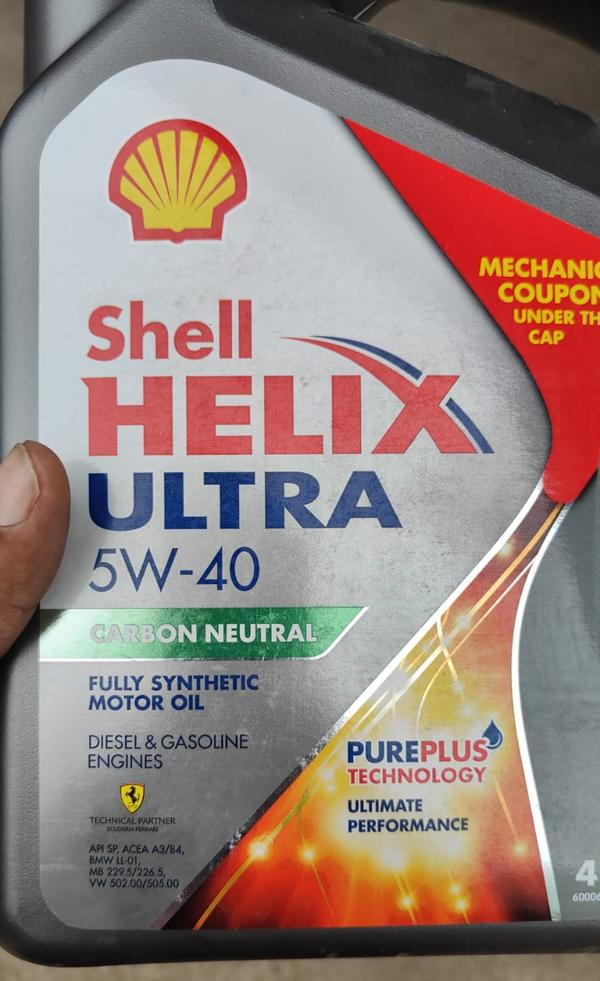 MECHANIC
COUPON
UNDER TH
CAP
Shell
HELIX
ULTRA
5W-40
CARBON NEUTRAL
FULLY SYNTHETIC
MOTOR OIL
DIESEL & GASOLINE
ENGINES
TECHNICAL PARTNER
SCUDERIA FERRARI
API SP, ACEA A3/B4,
BMW LL-01,
MB 229.5/226.5,
VW 502.00/505.00
PUREPLUS
TECHNOLOGY
ULTIMATE
PERFORMANCE
4
60006